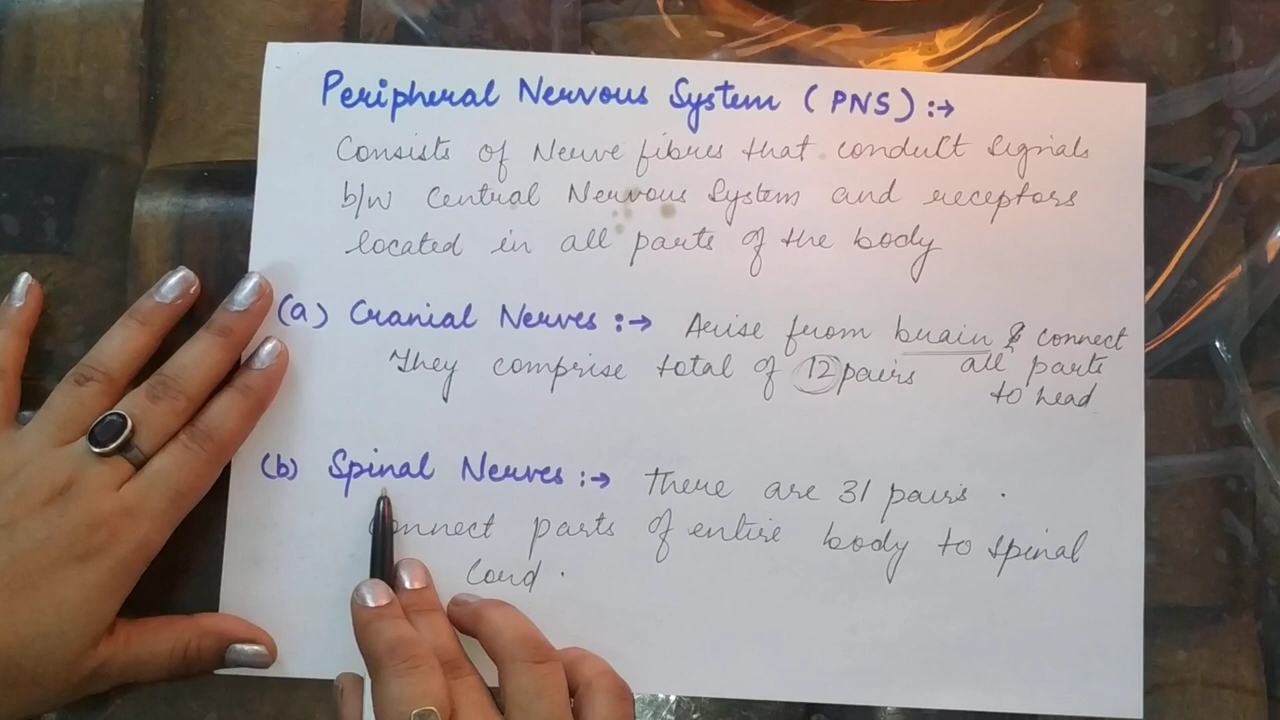 Peripheral Nervous System (PNS) :→
Consists of Nerve fibres that conduct signals
b/w Central Nervous System and receptors
located in all parts of the body
(a) Cranial Nerves :→ Arise from brain & connect
They comprise total of 12 pairs all parts
to head
(b) Spinal Nerves :→ There are 31 pairs.
connect parts of entire body to spinal
cord.